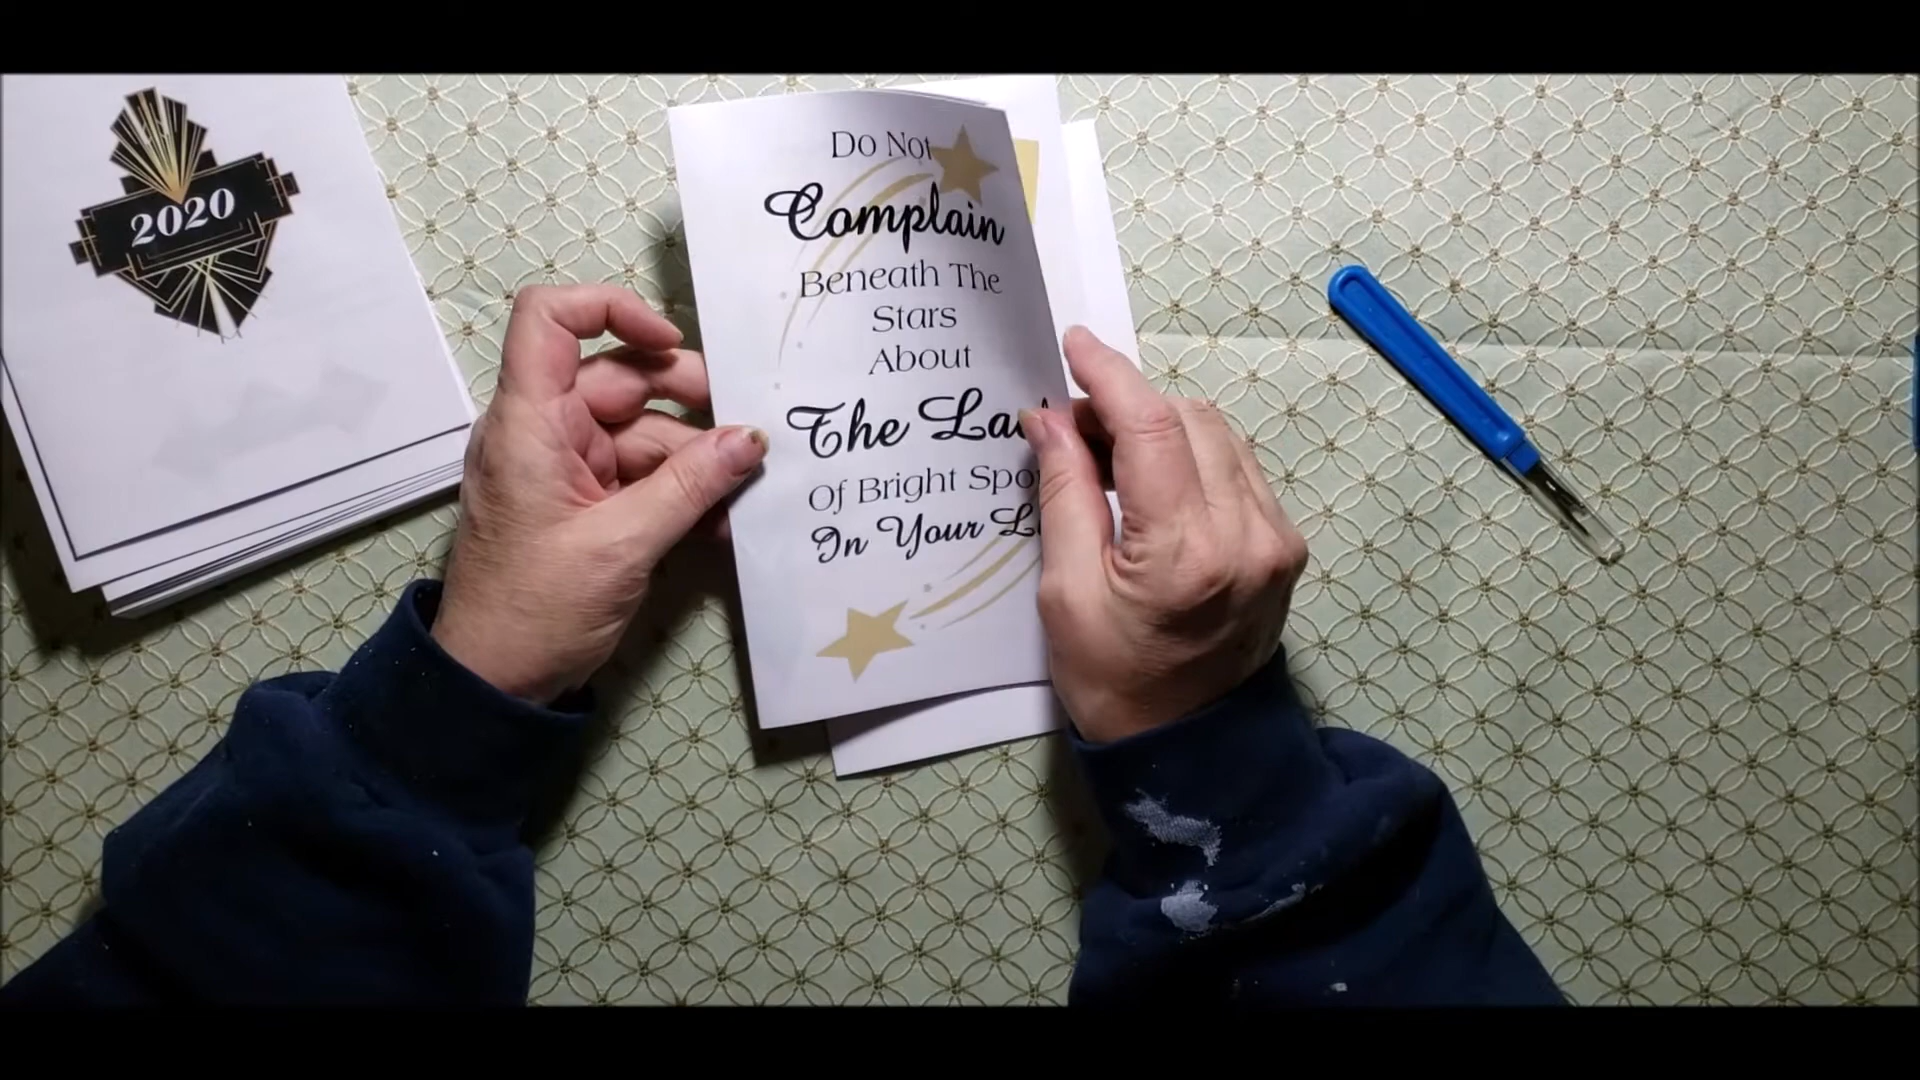 2020
Do Not
Complain
Beneath The
Stars
About
The
Of Bright
In Your